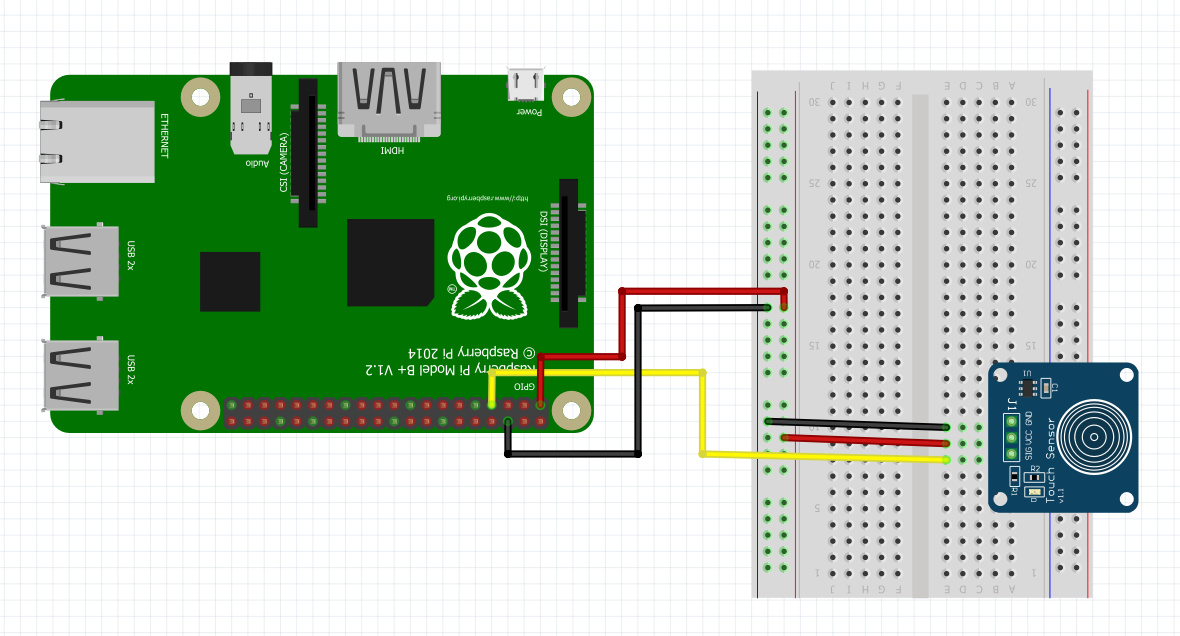 ETHERNET
Audio
CSI (CAMERA)
HDMI
Power
http://www.raspberrypi.org
DSI (DISPLAY)
USB 2x
USB 2x
© Raspberry Pi 2014
Raspberry Pi Model B+ V1.2
GPIO
J I H G F E D C B A
30 30
25 25
20 20
15 15
10
5 5
1 1
J I H G F E D C B A
U1
C1
J1
SIG VCC GND
Touch Sensor
v1.1
R1
R2